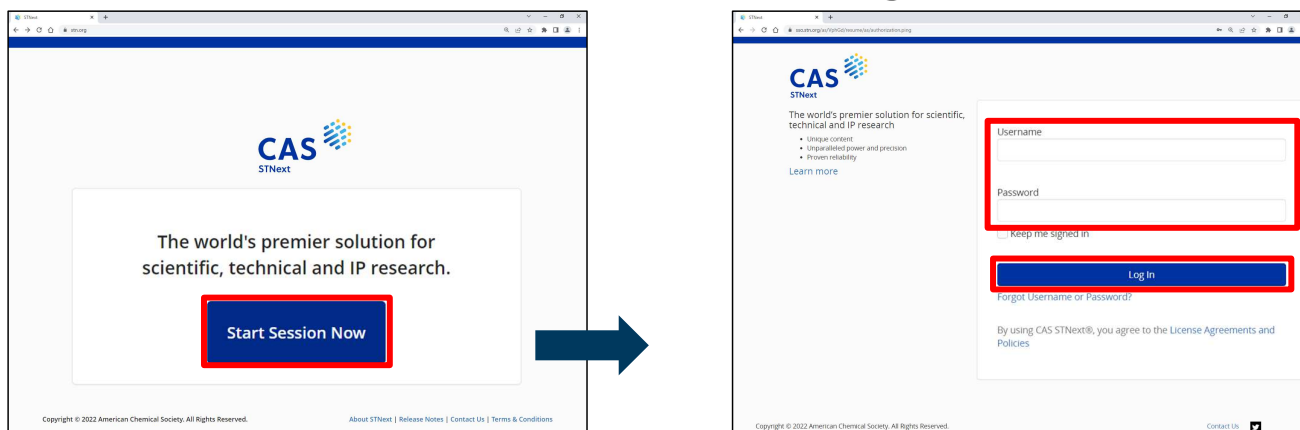 STNext
stn.org
CAS
STNext
The world's premier solution for
scientific, technical and IP research.
Start Session Now
Copyright © 2022 American Chemical Society. All Rights Reserved.
About STNext | Release Notes | Contact Us | Terms & Conditions
STNext
CAS
STNext
The world's premier solution for scientific,
technical and IP research
• Unique content
• Unparalleled power and precision
• Proven reliability
Learn more
Username
Password
Keep me signed in
Log In
Forgot Username or Password?
By using CAS STNext®, you agree to the License Agreements and
Policies
Copyright © 2022 American Chemical Society. All Rights Reserved.
Contact Us